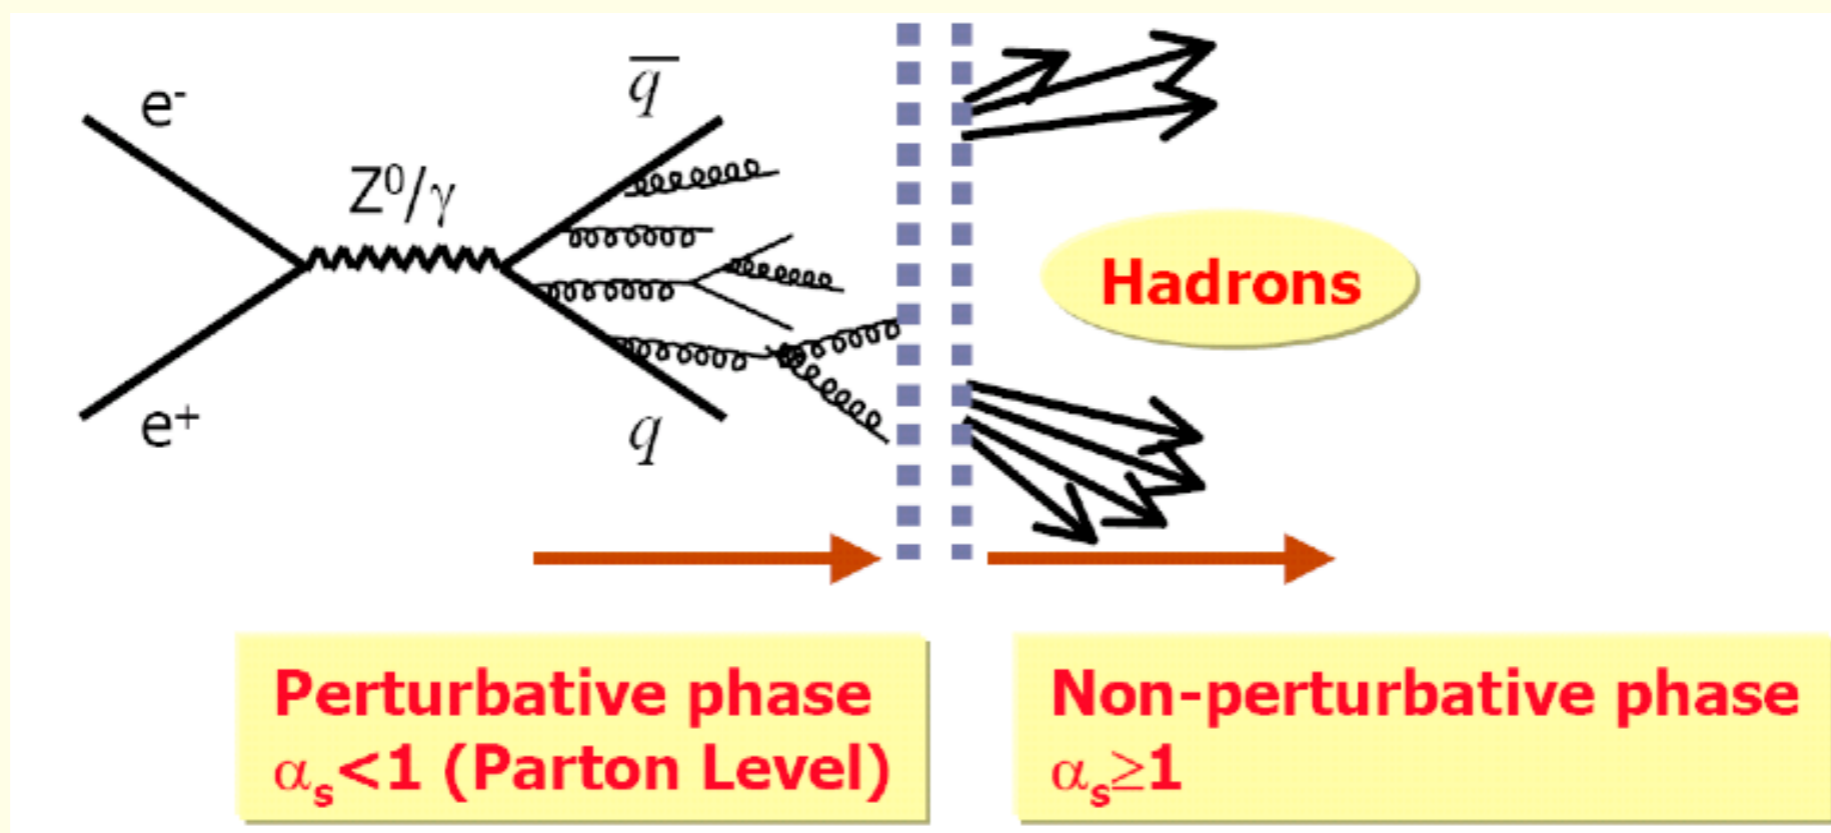 e⁻
q̅
Z⁰/γ
e⁺
q
Hadrons
Perturbative phase
αₛ<1 (Parton Level)
Non-perturbative phase
αₛ≥1